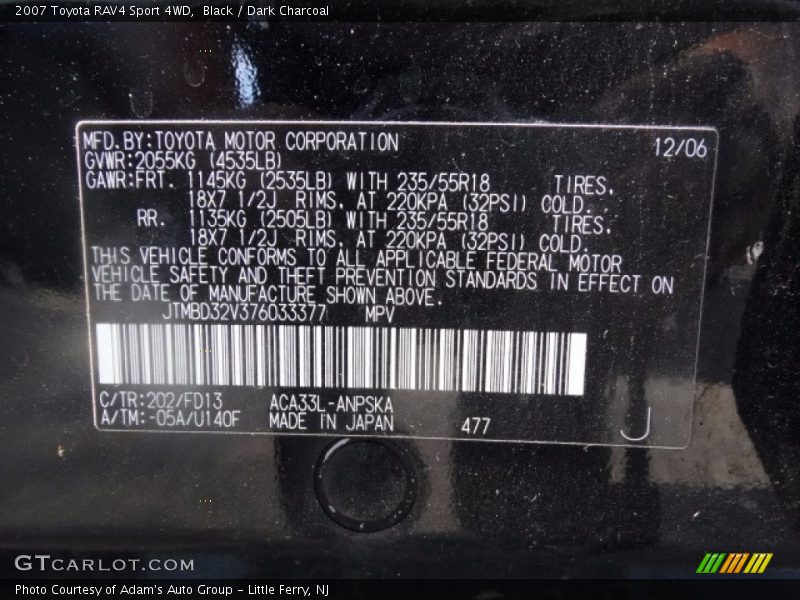 2007 Toyota RAV4 Sport 4WD, Black / Dark Charcoal
MFD.BY:TOYOTA MOTOR CORPORATION 12/06
GVWR:2055KG (4535LB)
GAWR:FRT. 1145KG (2535LB) WITH 235/55R18 TIRES.
18X7 1/2J RIMS. AT 220KPA (32PSI) COLD.
RR. 1135KG (2505LB) WITH 235/55R18 TIRES.
18X7 1/2J RIMS. AT 220KPA (32PSI) COLD.
THIS VEHICLE CONFORMS TO ALL APPLICABLE FEDERAL MOTOR
VEHICLE SAFETY AND THEFT PREVENTION STANDARDS IN EFFECT ON
THE DATE OF MANUFACTURE SHOWN ABOVE.
JTMBD32V376033377 MPV
C/TR:202/FD13 ACA33L-ANPSKA
A/TM:-05A/U140F MADE IN JAPAN 477 J
GTCARLOT.COM
Photo Courtesy of Adam's Auto Group - Little Ferry, NJ